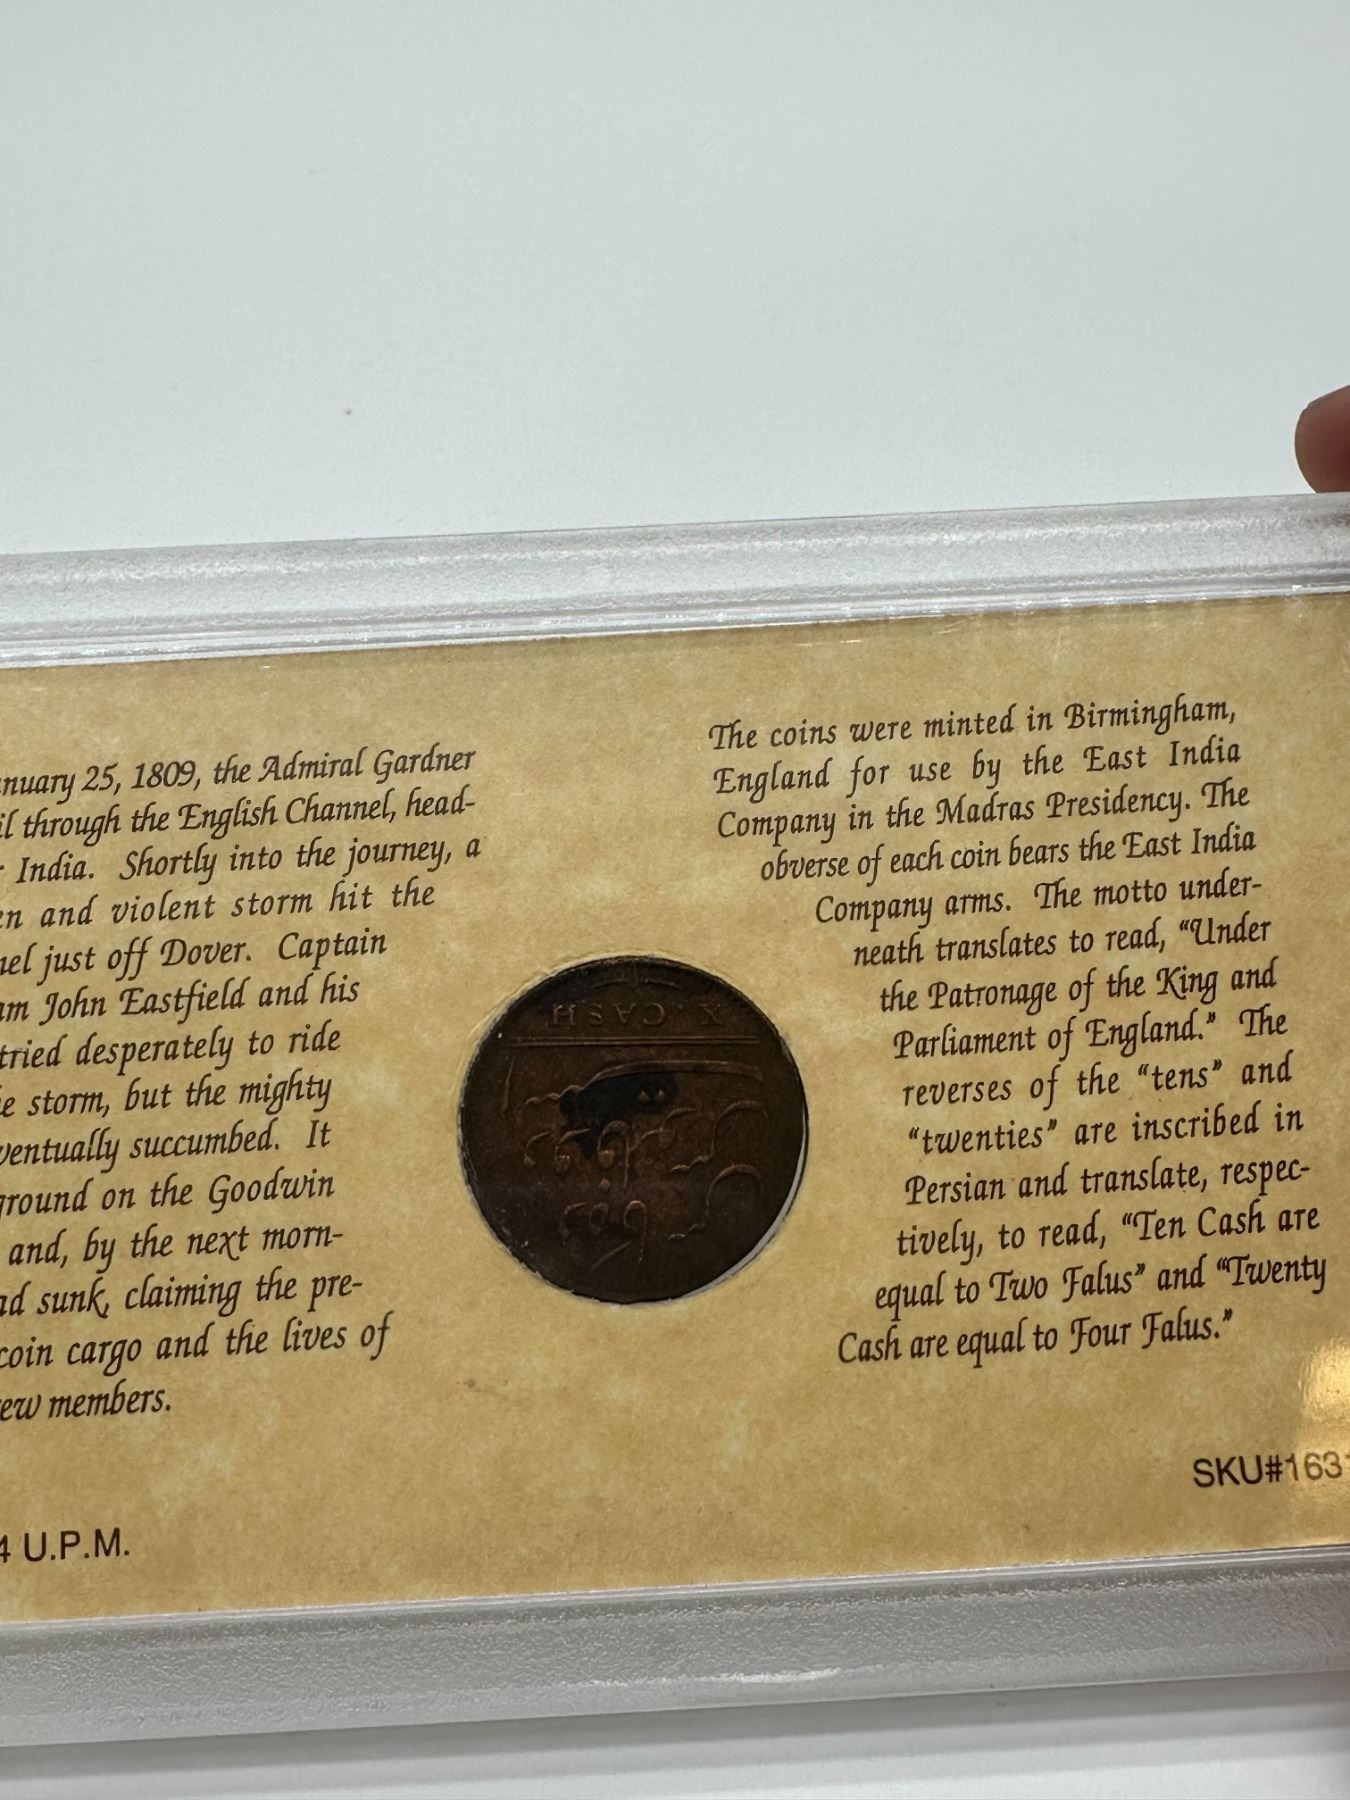 anuary 25, 1809, the Admiral Gardner
il through the English Channel, head-
India. Shortly into the journey, a
en and violent storm hit the
nel just off Dover. Captain
am John Eastfield and his
tried desperately to ride
e storm, but the mighty
ventually succumbed. It
ground on the Goodwin
and, by the next morn-
ad sunk, claiming the pre-
coin cargo and the lives of
ew members.
4 U.P.M.
X · CASH
The coins were minted in Birmingham,
England for use by the East India
Company in the Madras Presidency. The
obverse of each coin bears the East India
Company arms. The motto under-
neath translates to read, “Under
the Patronage of the King and
Parliament of England.” The
reverses of the “tens” and
“twenties” are inscribed in
Persian and translate, respec-
tively, to read, “Ten Cash are
equal to Two Falus” and “Twenty
Cash are equal to Four Falus.”
SKU#1631